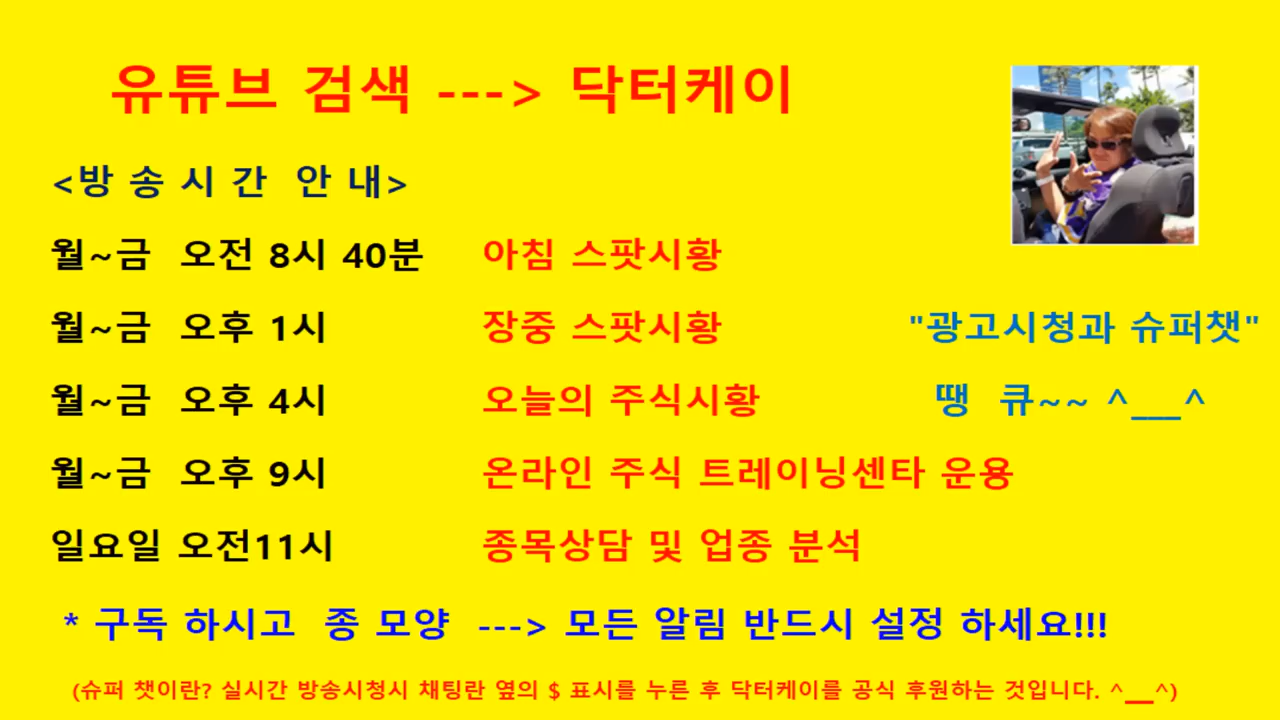 유튜브 검색 ---> 닥터케이
<방 송 시 간 안 내>
월~금 오전 8시 40분 아침 스팟시황
월~금 오후 1시 장중 스팟시황 "광고시청과 슈퍼챗"
월~금 오후 4시 오늘의 주식시황 땡 큐~~ ^___^
월~금 오후 9시 온라인 주식 트레이닝센타 운용
일요일 오전11시 종목상담 및 업종 분석
* 구독 하시고 종 모양 ---> 모든 알림 반드시 설정 하세요!!!
(슈퍼 챗이란? 실시간 방송시청시 채팅란 옆의 $ 표시를 누른 후 닥터케이를 공식 후원하는 것입니다. ^__^)